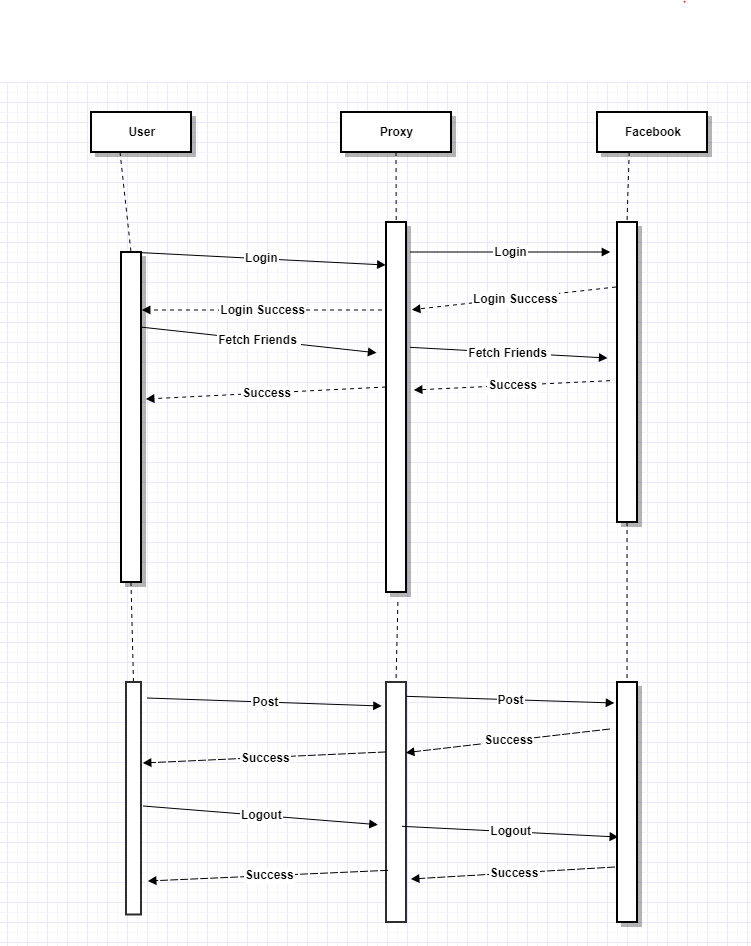 User
Proxy
Facebook
Login
Login
Login Success
Login Success
Fetch Friends
Fetch Friends
Success
Success
Post
Post
Success
Success
Logout
Logout
Success
Success